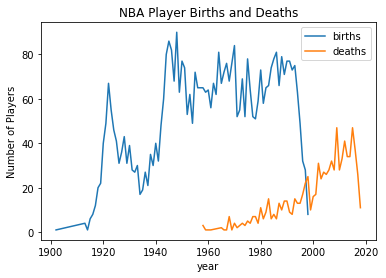 NBA Player Births and Deaths
births
deaths
Number of Players
80
60
40
20
0
1900
1920
1940
1960
1980
2000
2020
year